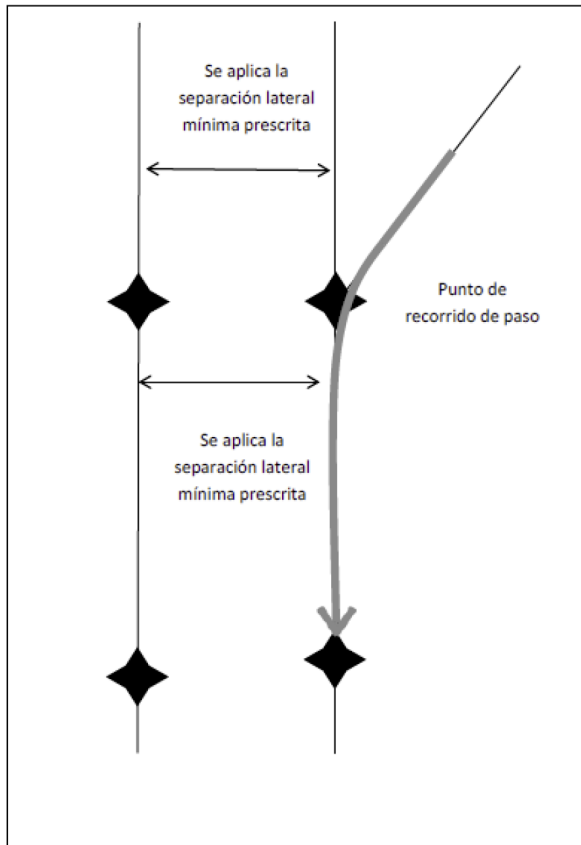 Se aplica la
separación lateral
mínima prescrita
Punto de
recorrido de paso
Se aplica la
separación lateral
mínima prescrita